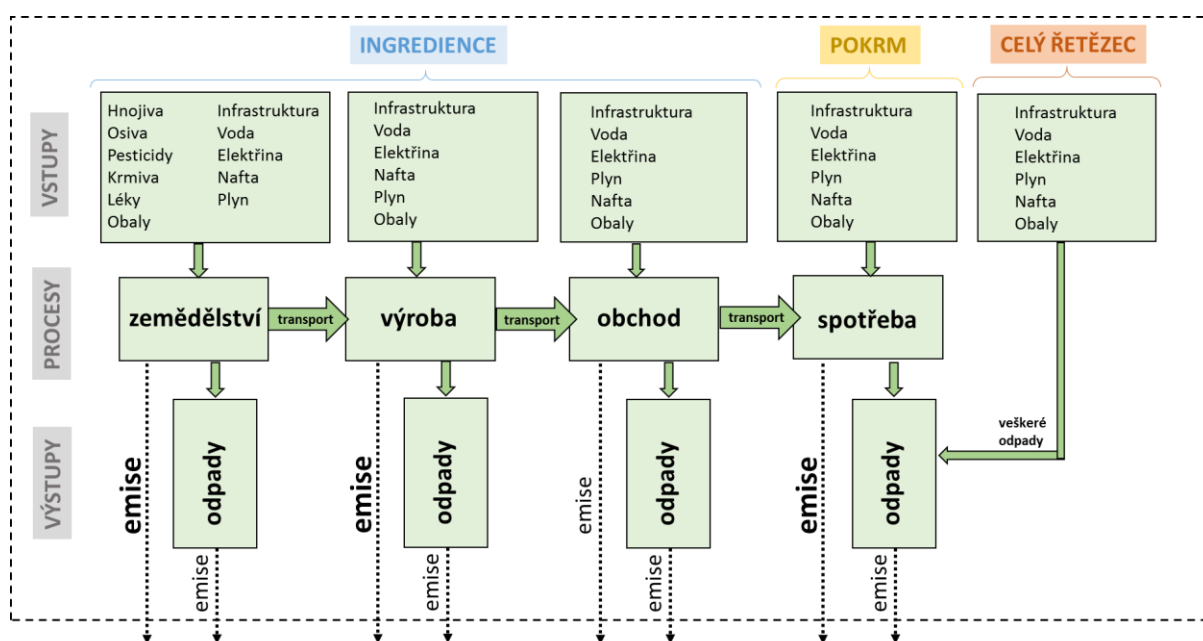 INGREDIENCE
POKRM
CELÝ ŘETĚZEC
VSTUPY
Hnojiva
Osiva
Pesticidy
Krmiva
Léky
Obaly
Infrastruktura
Voda
Elektřina
Nafta
Plyn
Infrastruktura
Voda
Elektřina
Nafta
Plyn
Obaly
Infrastruktura
Voda
Elektřina
Plyn
Nafta
Obaly
Infrastruktura
Voda
Elektřina
Plyn
Nafta
Obaly
Infrastruktura
Voda
Elektřina
Plyn
Nafta
Obaly
PROCESY
zemědělství
transport
výroba
transport
obchod
transport
spotřeba
VÝSTUPY
emise
odpady
emise
emise
odpady
emise
emise
odpady
emise
emise
odpady
emise
veškeré
odpady